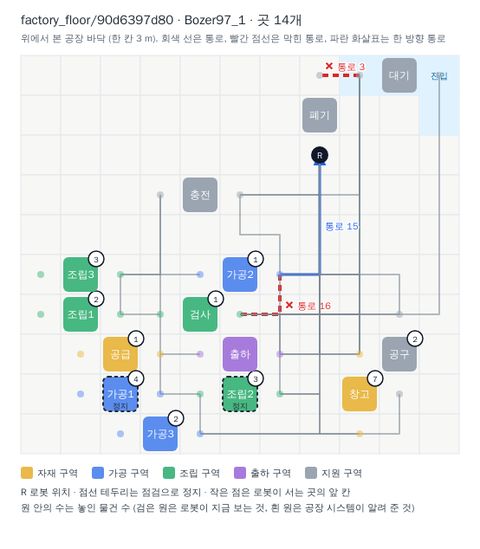 factory_floor/90d6397d80 · Bozer97_1 · 곳 14개
위에서 본 공장 바닥 (한 칸 3 m). 회색 선은 통로, 빨간 점선은 막힌 통로, 파란 화살표는 한 방향 통로
× 통로 3
대기
폐기
R
충전
통로 15
3
조립3
1
가공2
2
조립1
1
검사
× 통로 16
1
공급
출하
2
공구
4
가공1
정지
3
조립2
정지
7
창고
2
가공3
자재 구역
가공 구역
조립 구역
출하 구역
지원 구역
R 로봇 위치 · 점선 테두리는 점검으로 정지 · 작은 점은 로봇이 서는 곳의 앞 칸
원 안의 수는 놓인 물건 수 (검은 원은 로봇이 지금 보는 것, 흰 원은 공장 시스템이 알려 준 것)